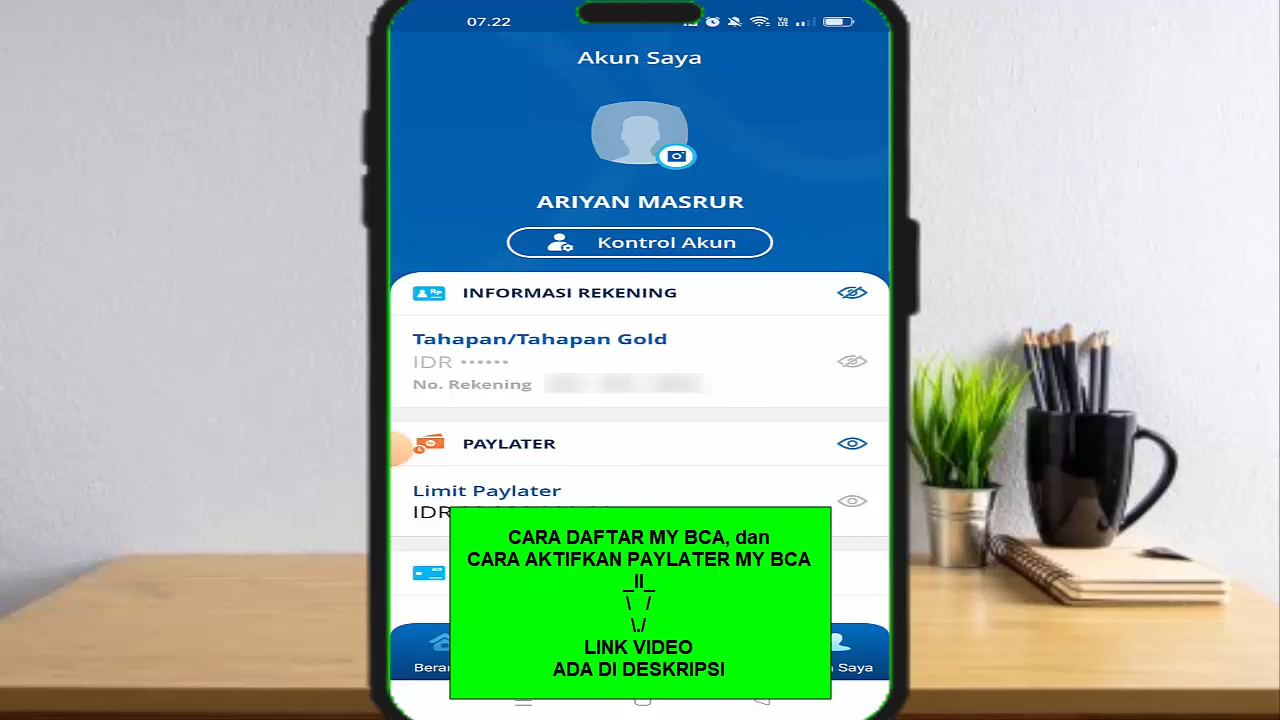 07.22
Akun Saya
ARIYAN MASRUR
Kontrol Akun
INFORMASI REKENING
Tahapan/Tahapan Gold
IDR ••••••
No. Rekening
PAYLATER
Limit Paylater
IDR
CARA DAFTAR MY BCA, dan
CARA AKTIFKAN PAYLATER MY BCA
_II_
\ /
\./
LINK VIDEO
ADA DI DESKRIPSI
Saya